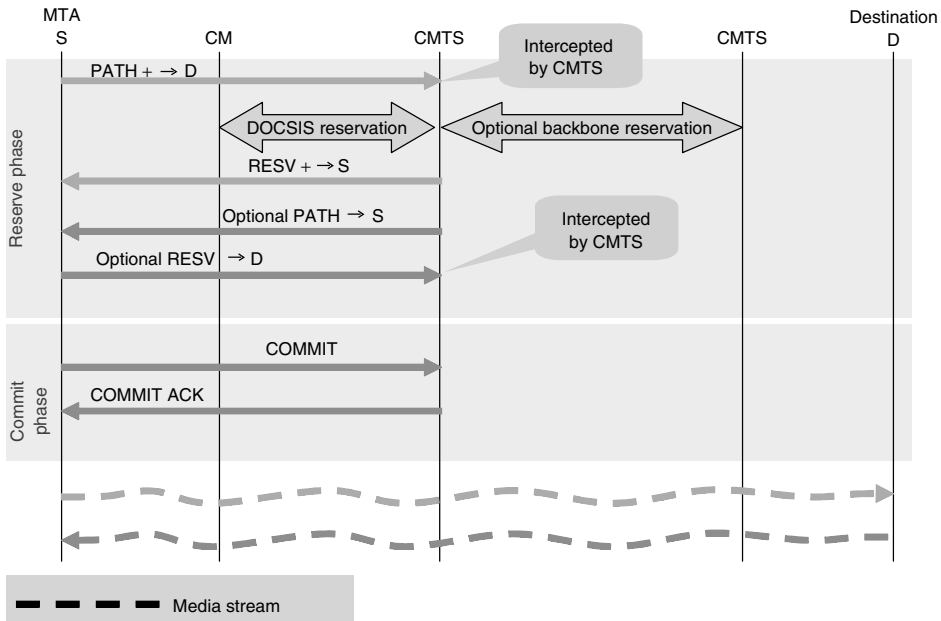 MTA
S
CM
CMTS
CMTS
Destination
D
Intercepted
by CMTS
PATH + → D
DOCSIS reservation
Optional backbone reservation
RESV + → S
Optional PATH → S
Intercepted
by CMTS
Optional RESV → D
Reserve phase
COMMIT
COMMIT ACK
Commit
phase
Media stream